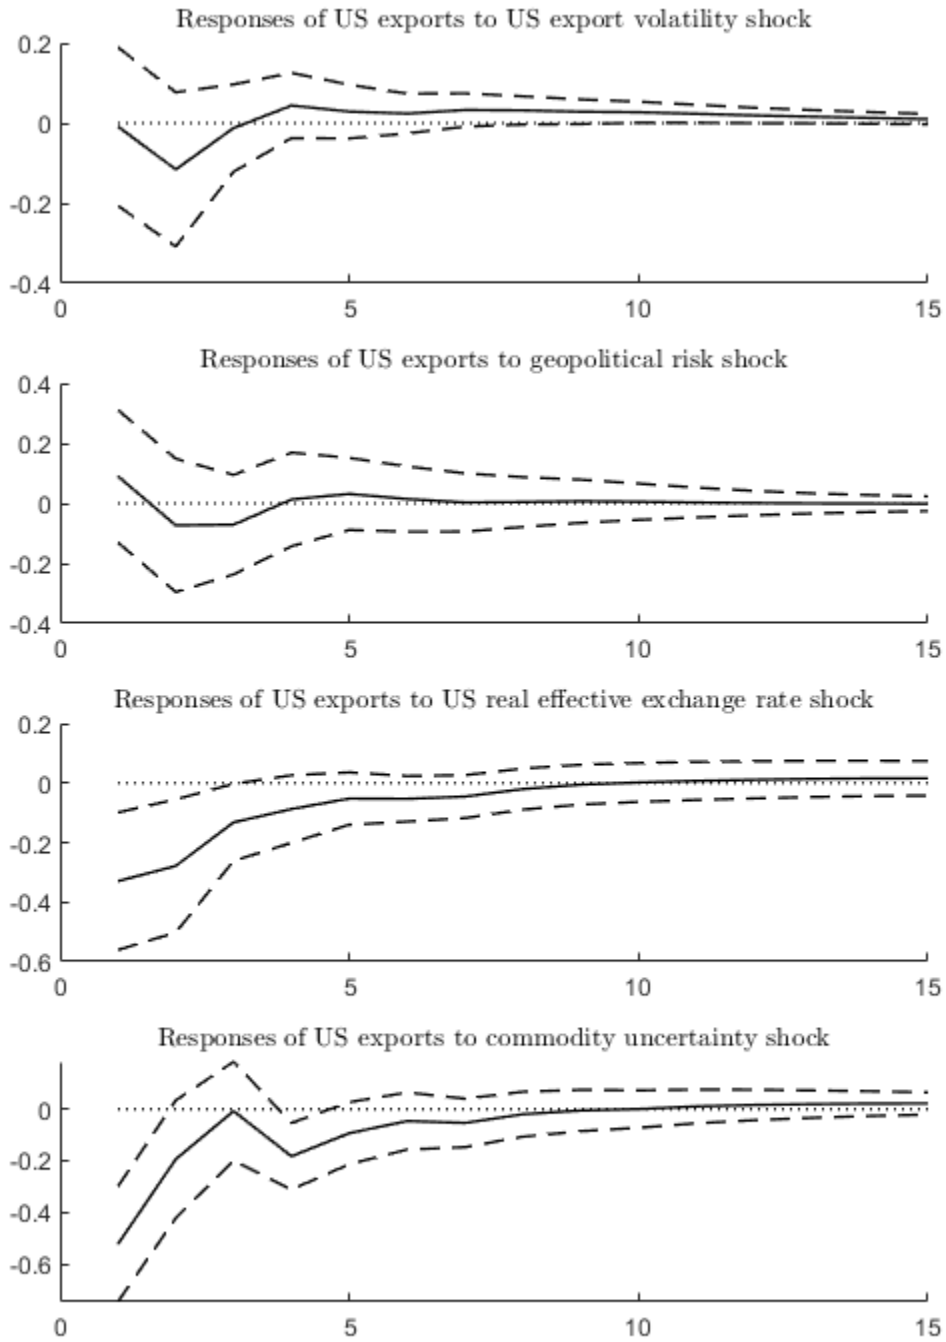 Responses of US exports to US export volatility shock
0.2
0
-0.2
-0.4
0 5 10 15
Responses of US exports to geopolitical risk shock
0.4
0.2
0
-0.2
-0.4
0 5 10 15
Responses of US exports to US real effective exchange rate shock
0.2
0
-0.2
-0.4
-0.6
0 5 10 15
Responses of US exports to commodity uncertainty shock
0
-0.2
-0.4
-0.6
0 5 10 15